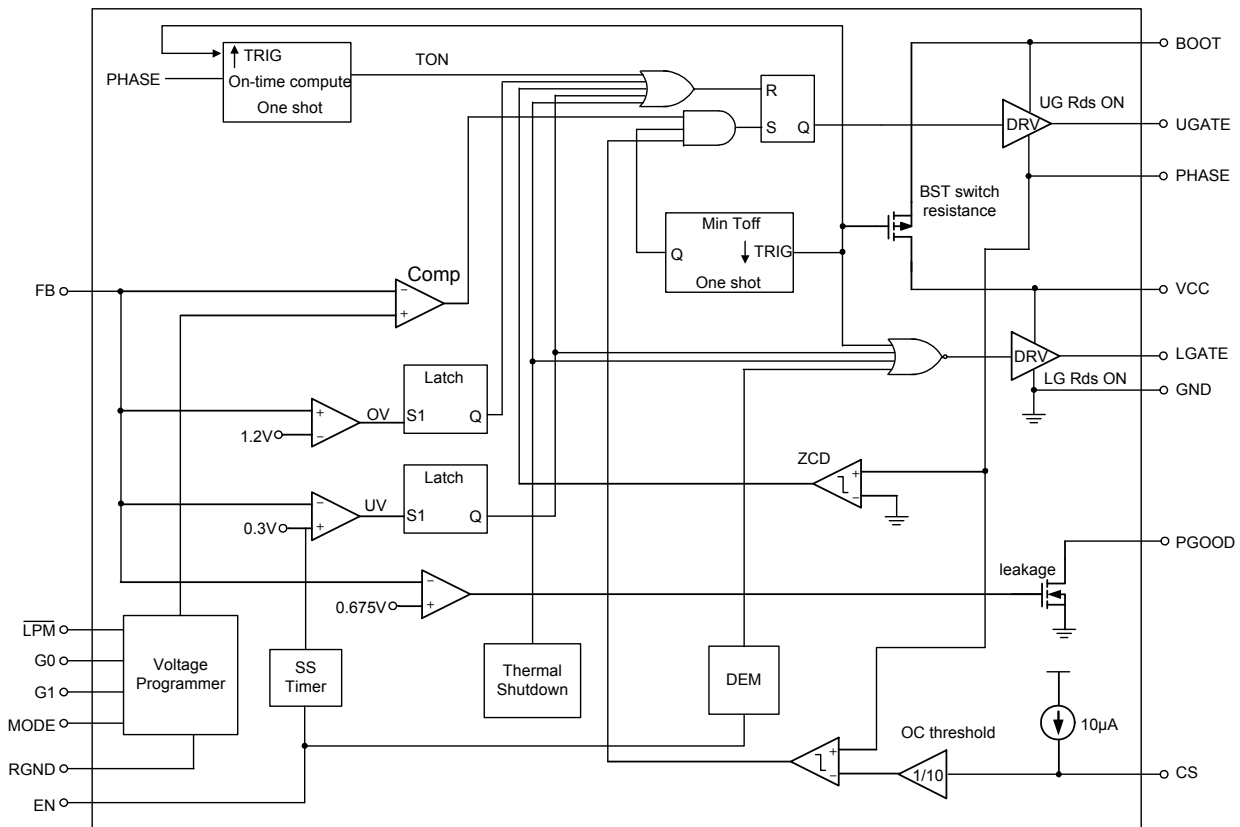 TRIG
On-time compute
One shot
PHASE
TON
R
S
Q
BOOT
UG Rds ON
DRV
UGATE
PHASE
BST switch
resistance
Min Toff
Q
TRIG
One shot
FB
Comp
−
+
VCC
DRV
LGATE
LG Rds ON
GND
Latch
S1
Q
OV
+
−
1.2V
ZCD
+
−
Latch
S1
Q
UV
−
+
0.3V
PGOOD
leakage
−
+
0.675V
LPM
G0
G1
MODE
RGND
EN
Voltage
Programmer
SS
Timer
Thermal
Shutdown
DEM
10µA
OC threshold
+
−
1/10
CS